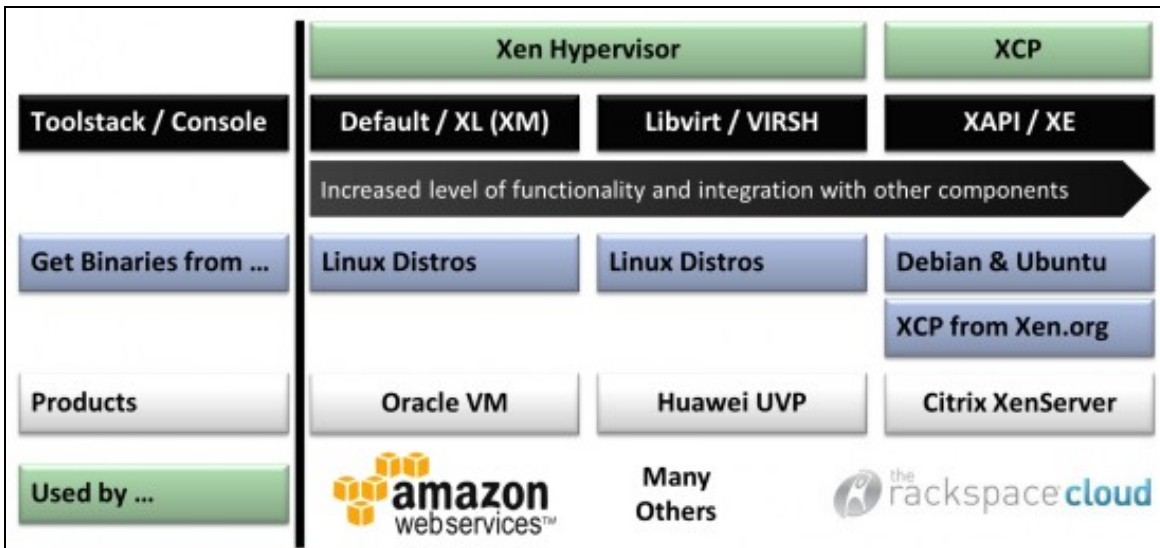 Xen Hypervisor
XCP
Toolstack / Console
Default / XL (XM)
Libvirt / VIRSH
XAPI / XE
Increased level of functionality and integration with other components
Get Binaries from ...
Linux Distros
Linux Distros
Debian & Ubuntu
XCP from Xen.org
Products
Oracle VM
Huawei UVP
Citrix XenServer
Used by ...
amazon
webservices™
Many
Others
the
rackspace cloud